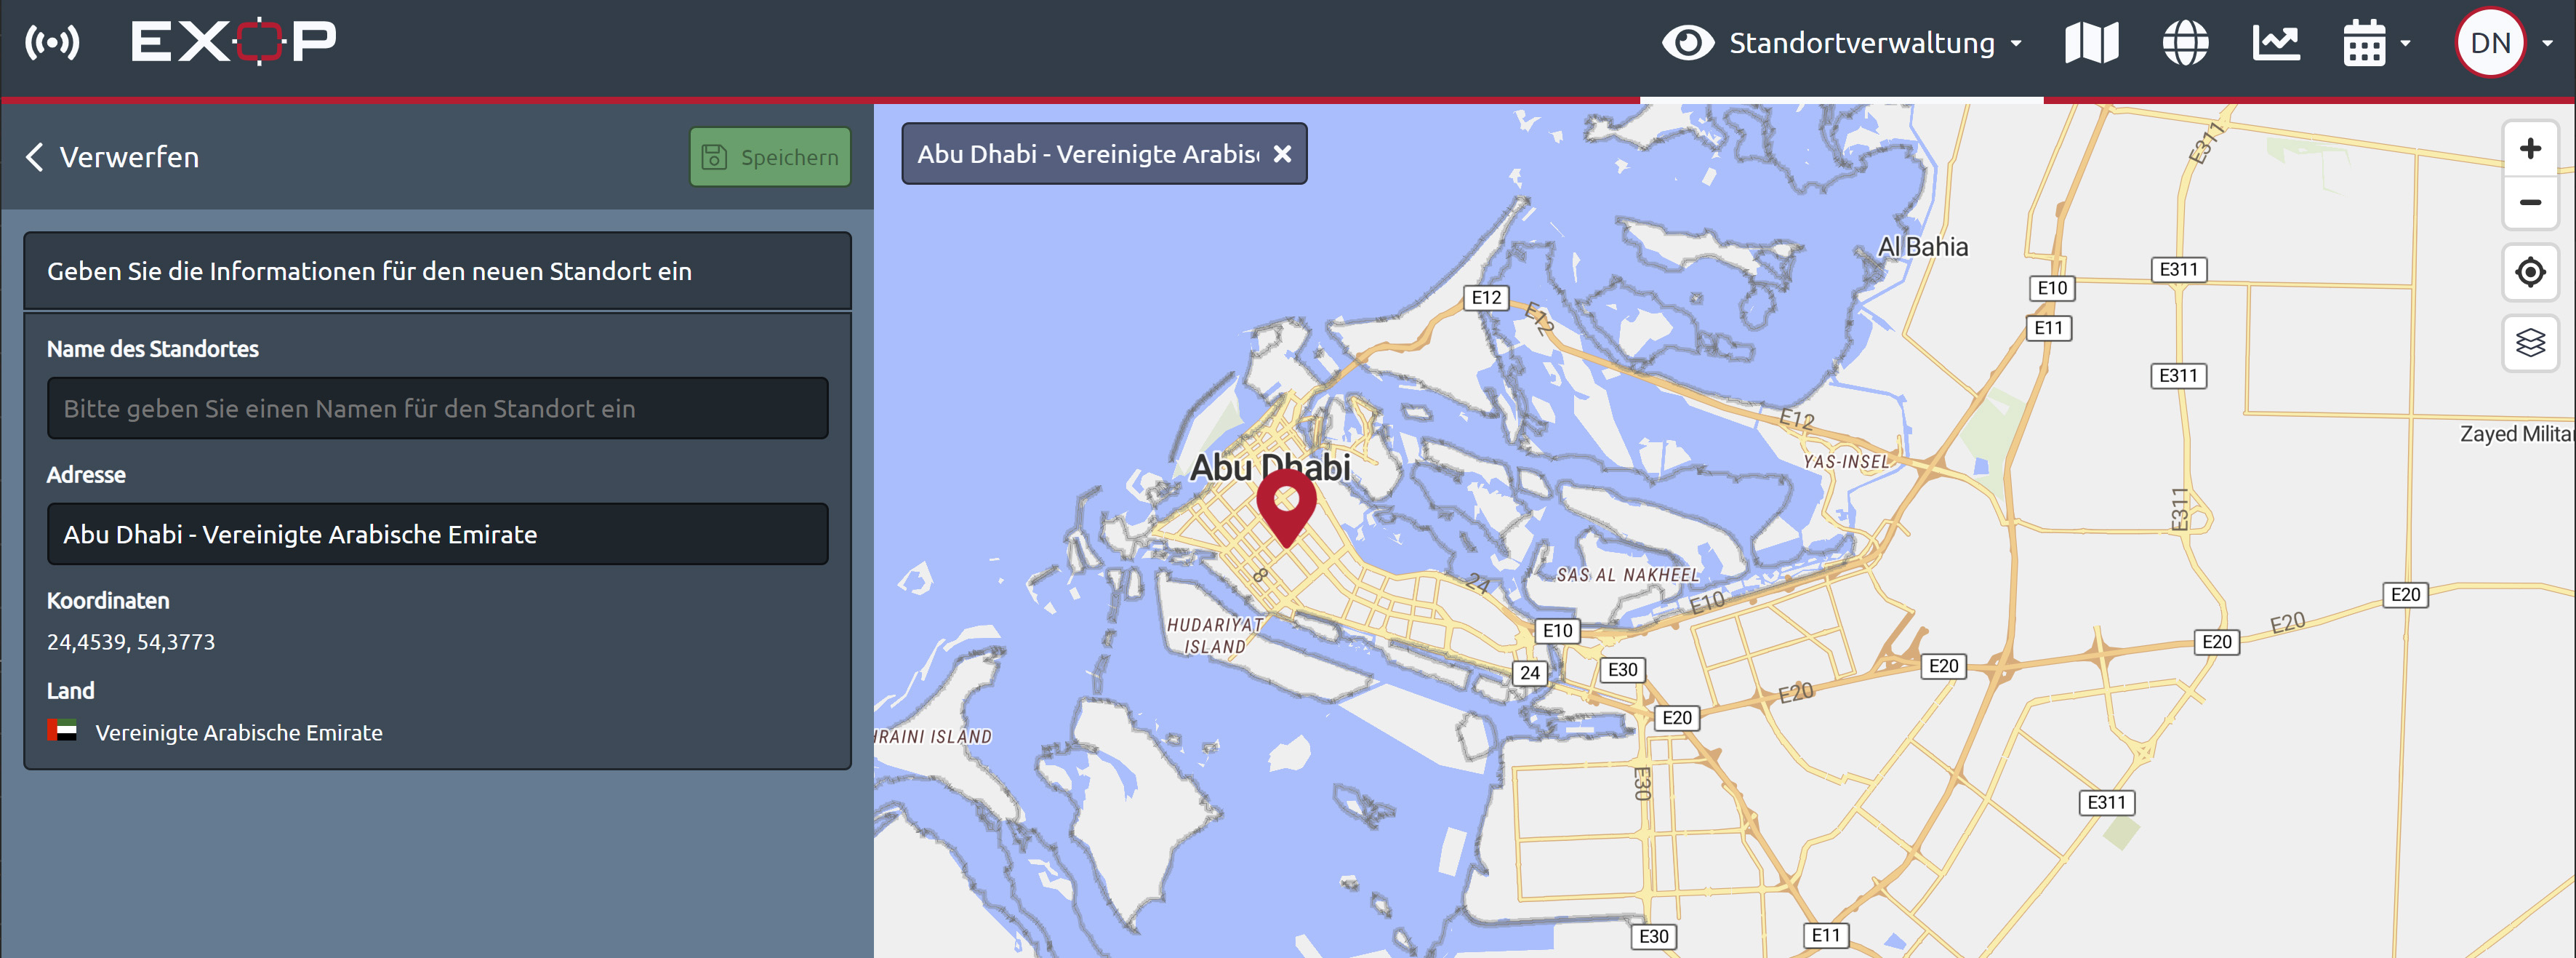 EXOP
Standortverwaltung
DN
Verwerfen
Speichern
Geben Sie die Informationen für den neuen Standort ein
Name des Standortes
Bitte geben Sie einen Namen für den Standort ein
Adresse
Abu Dhabi - Vereinigte Arabische Emirate
Koordinaten
24,4539, 54,3773
Land
Vereinigte Arabische Emirate
Abu Dhabi - Vereinigte Arabis
E311
Al Bahia
E311
E10
E12
E12
E11
E311
E12
Zayed Milita
YAS-INSEL
Abu Dhabi
E311
8
24
SAS AL NAKHEEL
E10
E20
HUDARIYAT
ISLAND
E10
E20
E20
24
E30
E20
E20
E20
HRAINI ISLAND
E30
E311
E30
E11